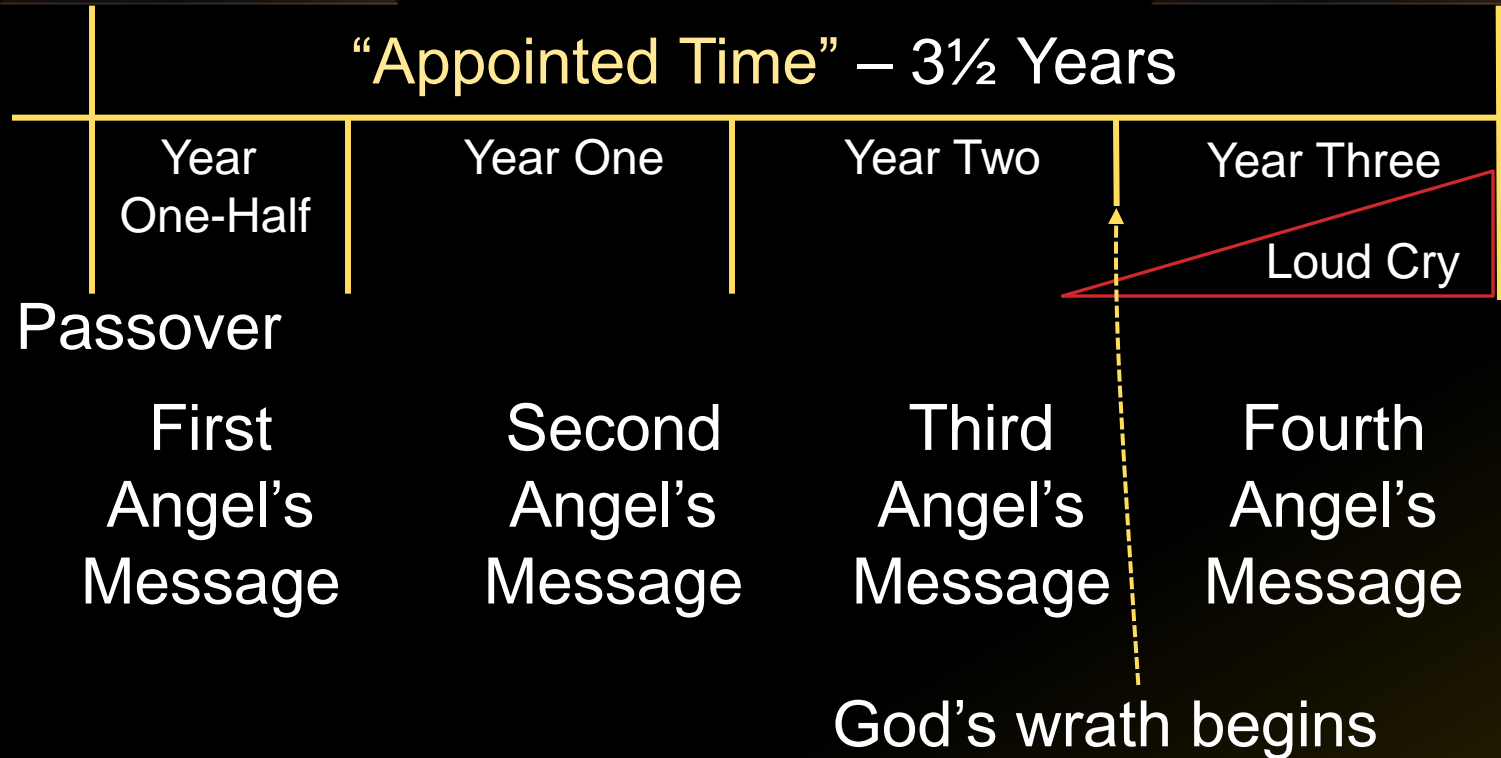 “Appointed Time” – 3½ Years
Year
One-Half
Year One
Year Two
Year Three
Loud Cry
Passover
First
Angel’s
Message
Second
Angel’s
Message
Third
Angel’s
Message
Fourth
Angel’s
Message
God’s wrath begins